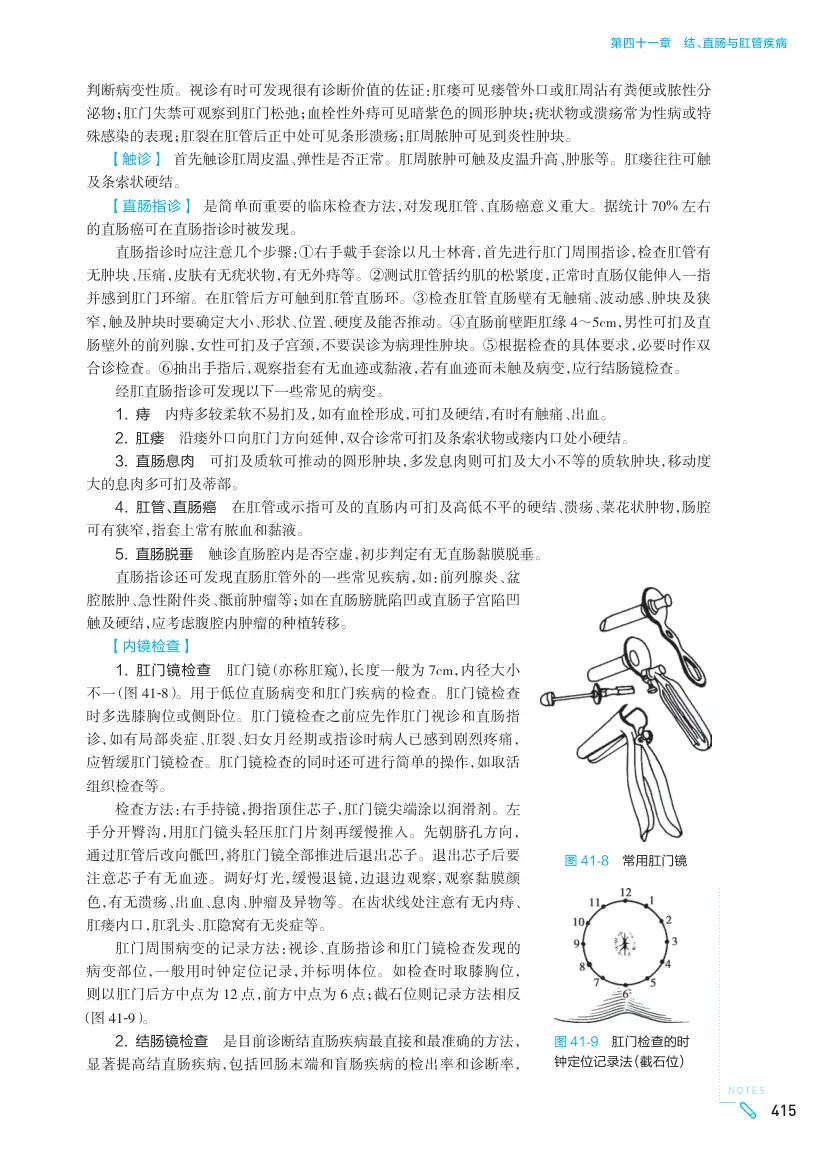 第四十一章 结、直肠与肛管疾病
判断病变性质。视诊有时可发现很有诊断价值的佐证:肛瘘可见瘘管外口或肛周沾有粪便或脓性分
泌物;肛门失禁可观察到肛门松弛;血栓性外痔可见暗紫色的圆形肿块;疣状物或溃疡常为性病或特
殊感染的表现;肛裂在肛管后正中处可见条形溃疡;肛周脓肿可见到炎性肿块。
【触诊】 首先触诊肛周皮温、弹性是否正常。肛周脓肿可触及皮温升高、肿胀等。肛瘘往往可触
及条索状硬结。
【直肠指诊】 是简单而重要的临床检查方法,对发现肛管、直肠癌意义重大。据统计 70% 左右
的直肠癌可在直肠指诊时被发现。
直肠指诊时应注意几个步骤:①右手戴手套涂以凡士林膏,首先进行肛门周围指诊,检查肛管有
无肿块、压痛,皮肤有无疣状物,有无外痔等。②测试肛管括约肌的松紧度,正常时直肠仅能伸入一指
并感到肛门环缩。在肛管后方可触到肛管直肠环。③检查肛管直肠壁有无触痛、波动感、肿块及狭
窄,触及肿块时要确定大小、形状、位置、硬度及能否推动。④直肠前壁距肛缘 4～5cm,男性可扪及直
肠壁外的前列腺,女性可扪及子宫颈,不要误诊为病理性肿块。⑤根据检查的具体要求,必要时作双
合诊检查。⑥抽出手指后,观察指套有无血迹或黏液,若有血迹而未触及病变,应行结肠镜检查。
经肛直肠指诊可发现以下一些常见的病变。
1. 痔 内痔多较柔软不易扪及,如有血栓形成,可扪及硬结,有时有触痛、出血。
2. 肛瘘 沿瘘外口向肛门方向延伸,双合诊常可扪及条索状物或瘘内口处小硬结。
3. 直肠息肉 可扪及质软可推动的圆形肿块,多发息肉则可扪及大小不等的质软肿块,移动度
大的息肉多可扪及蒂部。
4. 肛管、直肠癌 在肛管或示指可及的直肠内可扪及高低不平的硬结、溃疡、菜花状肿物,肠腔
可有狭窄,指套上常有脓血和黏液。
5. 直肠脱垂 触诊直肠腔内是否空虚,初步判定有无直肠黏膜脱垂。
直肠指诊还可发现直肠肛管外的一些常见疾病,如:前列腺炎、盆
腔脓肿、急性附件炎、骶前肿瘤等;如在直肠膀胱陷凹或直肠子宫陷凹
触及硬结,应考虑腹腔内肿瘤的种植转移。
【内镜检查】
1. 肛门镜检查 肛门镜(亦称肛窥),长度一般为 7cm,内径大小
不一(图 41-8)。用于低位直肠病变和肛门疾病的检查。肛门镜检查
时多选膝胸位或侧卧位。肛门镜检查之前应先作肛门视诊和直肠指
诊,如有局部炎症、肛裂、妇女月经期或指诊时病人已感到剧烈疼痛,
应暂缓肛门镜检查。肛门镜检查的同时还可进行简单的操作,如取活
组织检查等。
检查方法:右手持镜,拇指顶住芯子,肛门镜尖端涂以润滑剂。左
手分开臀沟,用肛门镜头轻压肛门片刻再缓慢推入。先朝脐孔方向,
通过肛管后改向骶凹,将肛门镜全部推进后退出芯子。退出芯子后要
注意芯子有无血迹。调好灯光,缓慢退镜,边退边观察,观察黏膜颜
色,有无溃疡、出血、息肉、肿瘤及异物等。在齿状线处注意有无内痔、
肛瘘内口,肛乳头、肛隐窝有无炎症等。
肛门周围病变的记录方法:视诊、直肠指诊和肛门镜检查发现的
病变部位,一般用时钟定位记录,并标明体位。如检查时取膝胸位,
则以肛门后方中点为 12 点,前方中点为 6 点;截石位则记录方法相反
(图 41-9)。
2. 结肠镜检查 是目前诊断结直肠疾病最直接和最准确的方法,
显著提高结直肠疾病,包括回肠末端和盲肠疾病的检出率和诊断率,
图 41-8 常用肛门镜
12
11
1
10
2
9
3
8
4
7
5
6
图 41-9 肛门检查的时
钟定位记录法(截石位)
NOTES
415